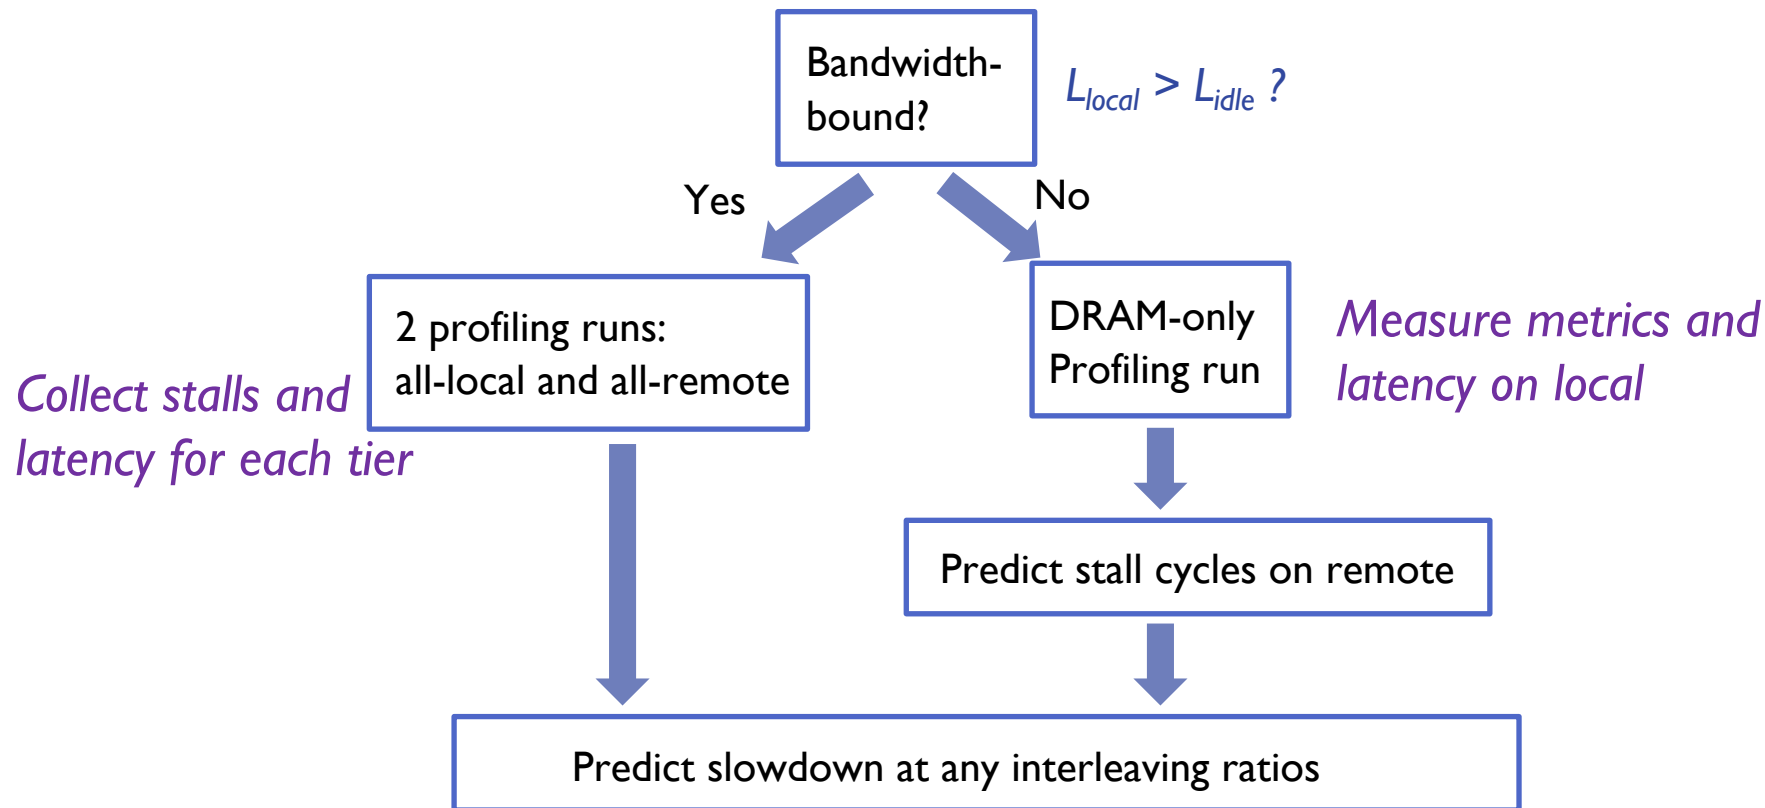 Bandwidth-
bound?
L_local > L_idle ?
Yes
No
2 profiling runs:
all-local and all-remote
DRAM-only
Profiling run
Measure metrics and
latency on local
Collect stalls and
latency for each tier
Predict stall cycles on remote
Predict slowdown at any interleaving ratios